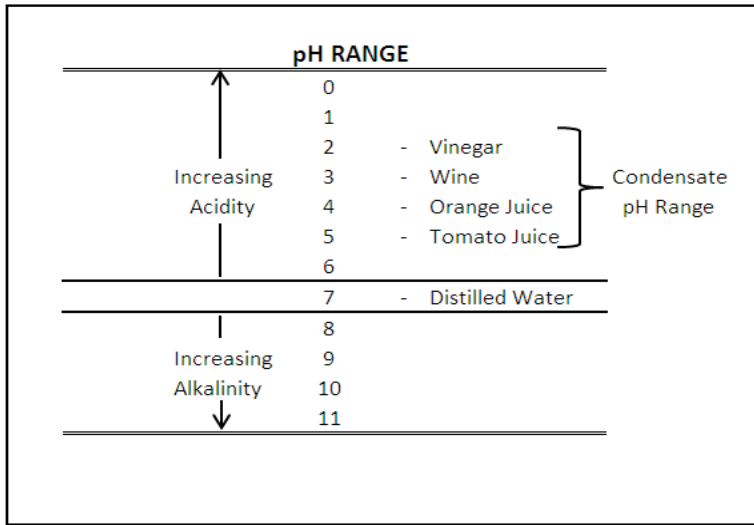 pH RANGE
0
1
2 - Vinegar
Increasing 3 - Wine Condensate
Acidity 4 - Orange Juice pH Range
5 - Tomato Juice
6
7 - Distilled Water
8
Increasing 9
Alkalinity 10
11